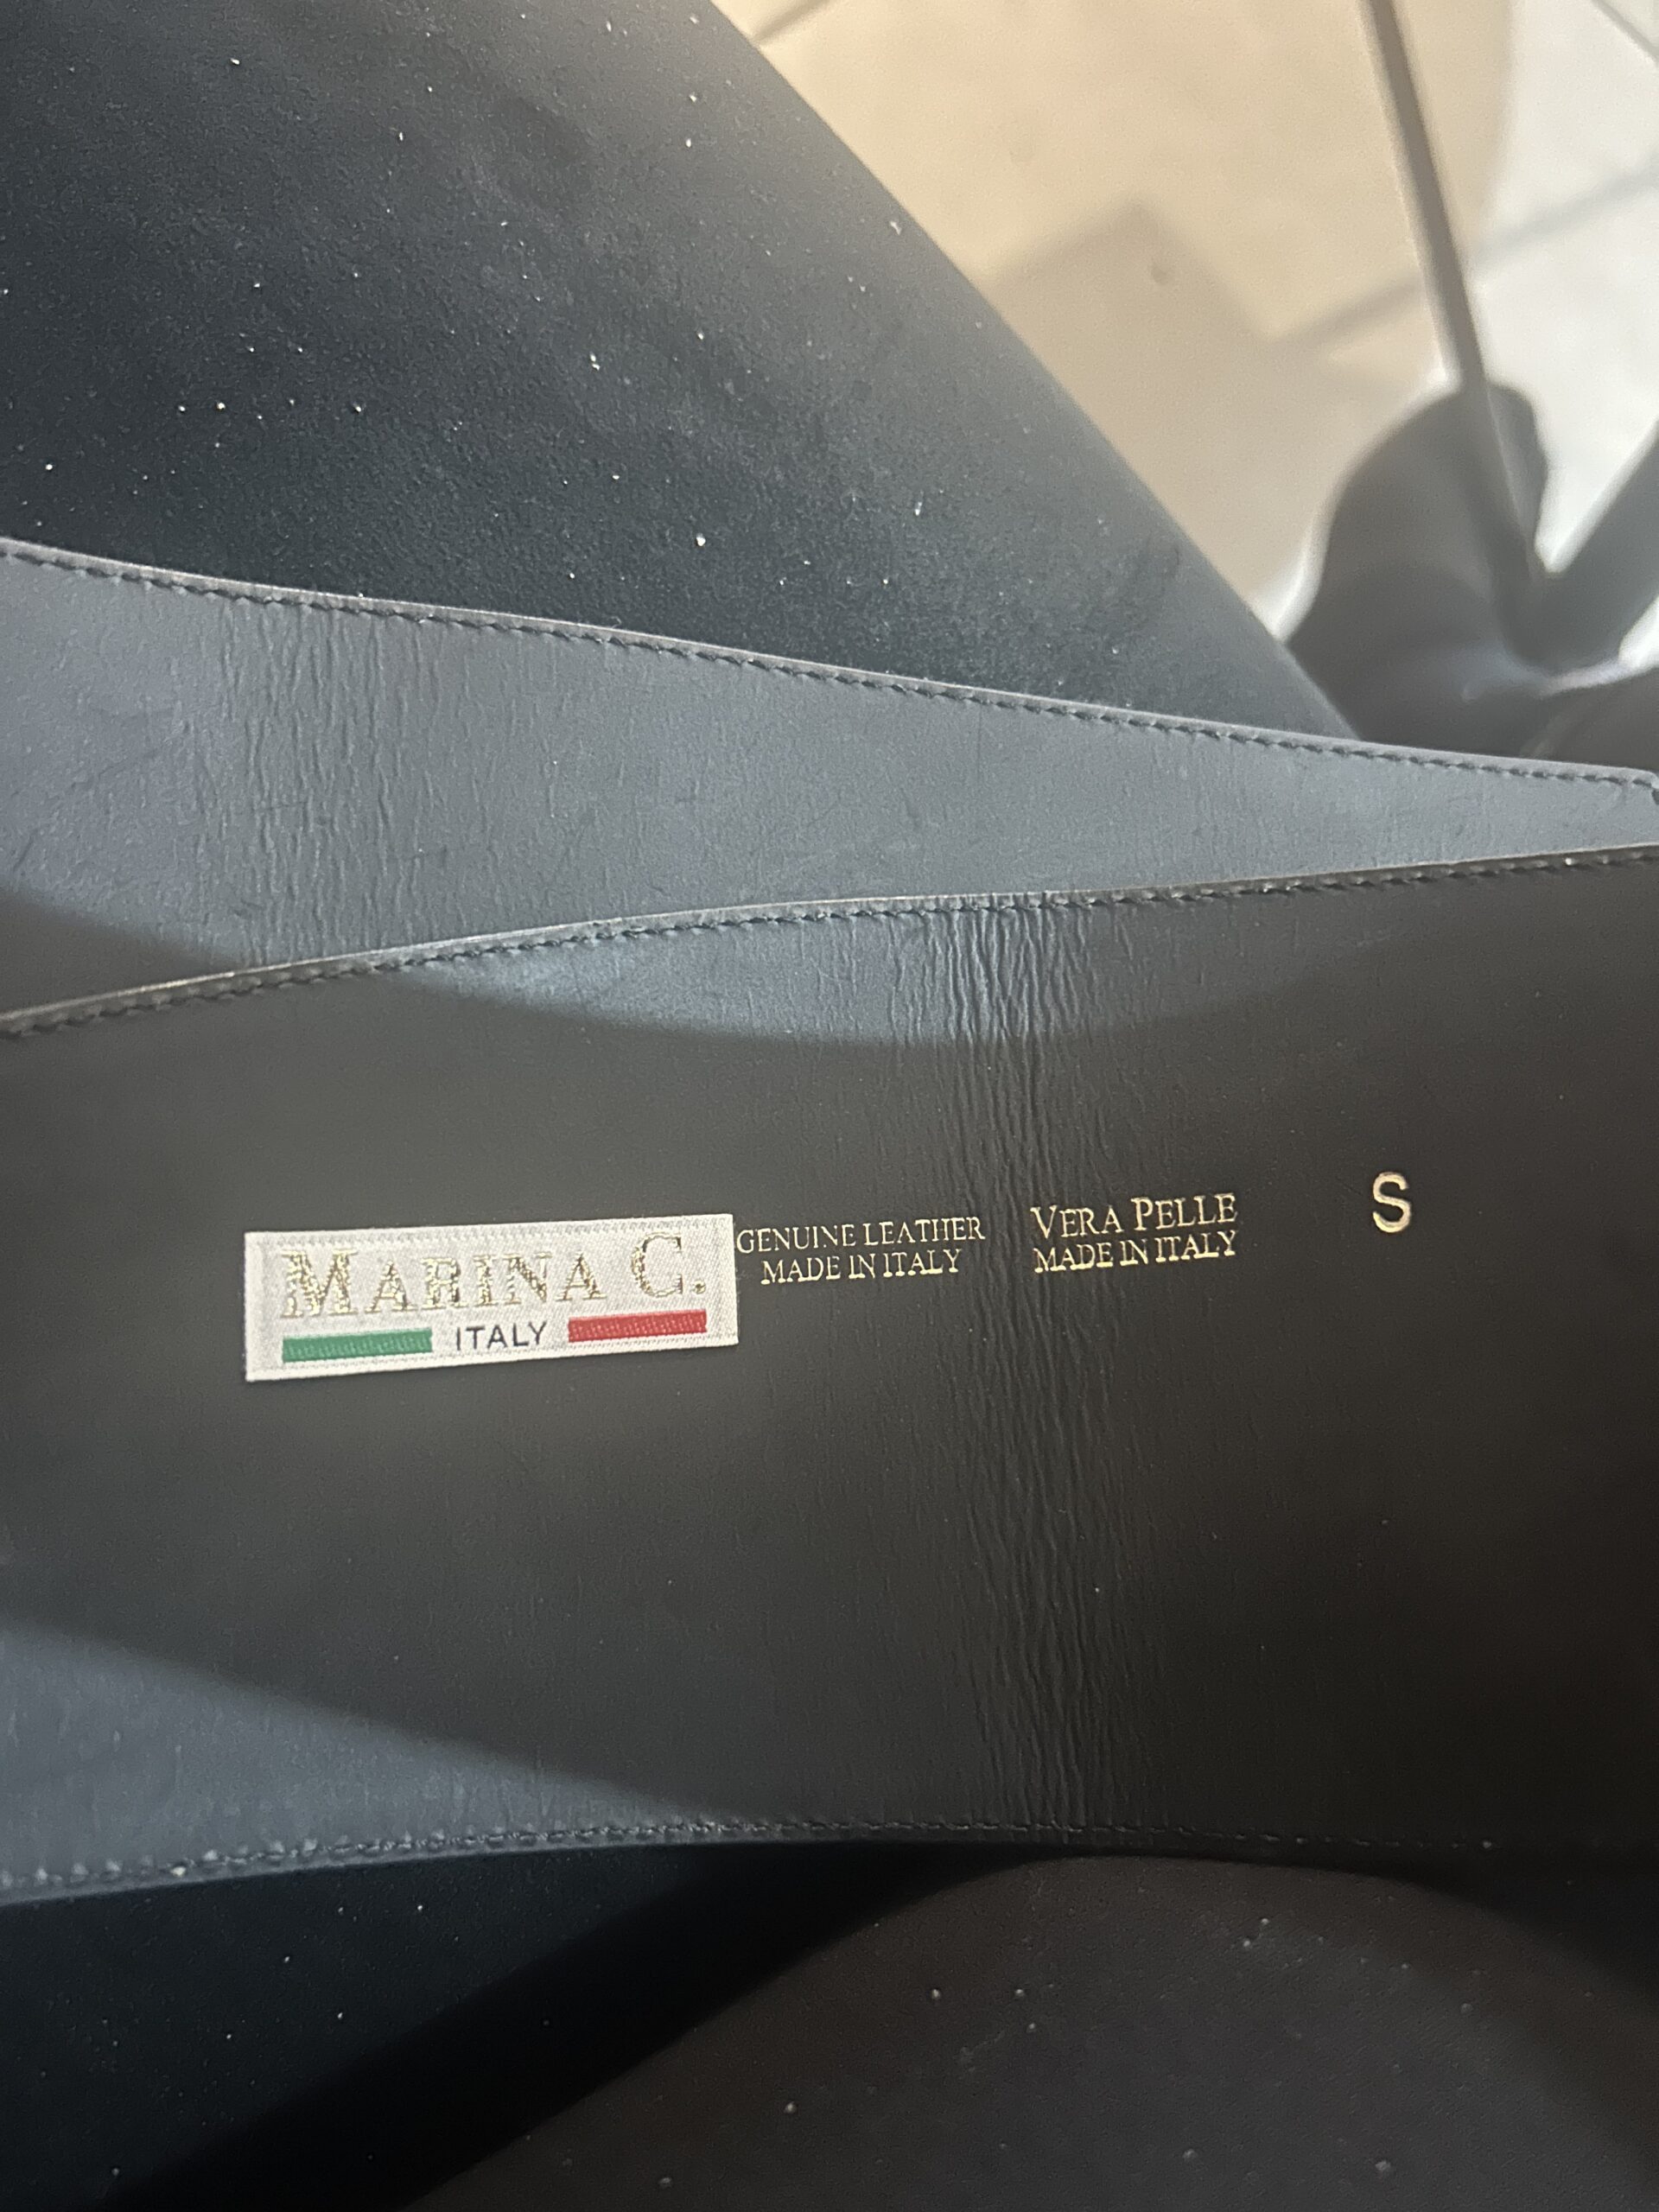 MARINA C.
ITALY
GENUINE LEATHER
MADE IN ITALY
VERA PELLE
MADE IN ITALY
S